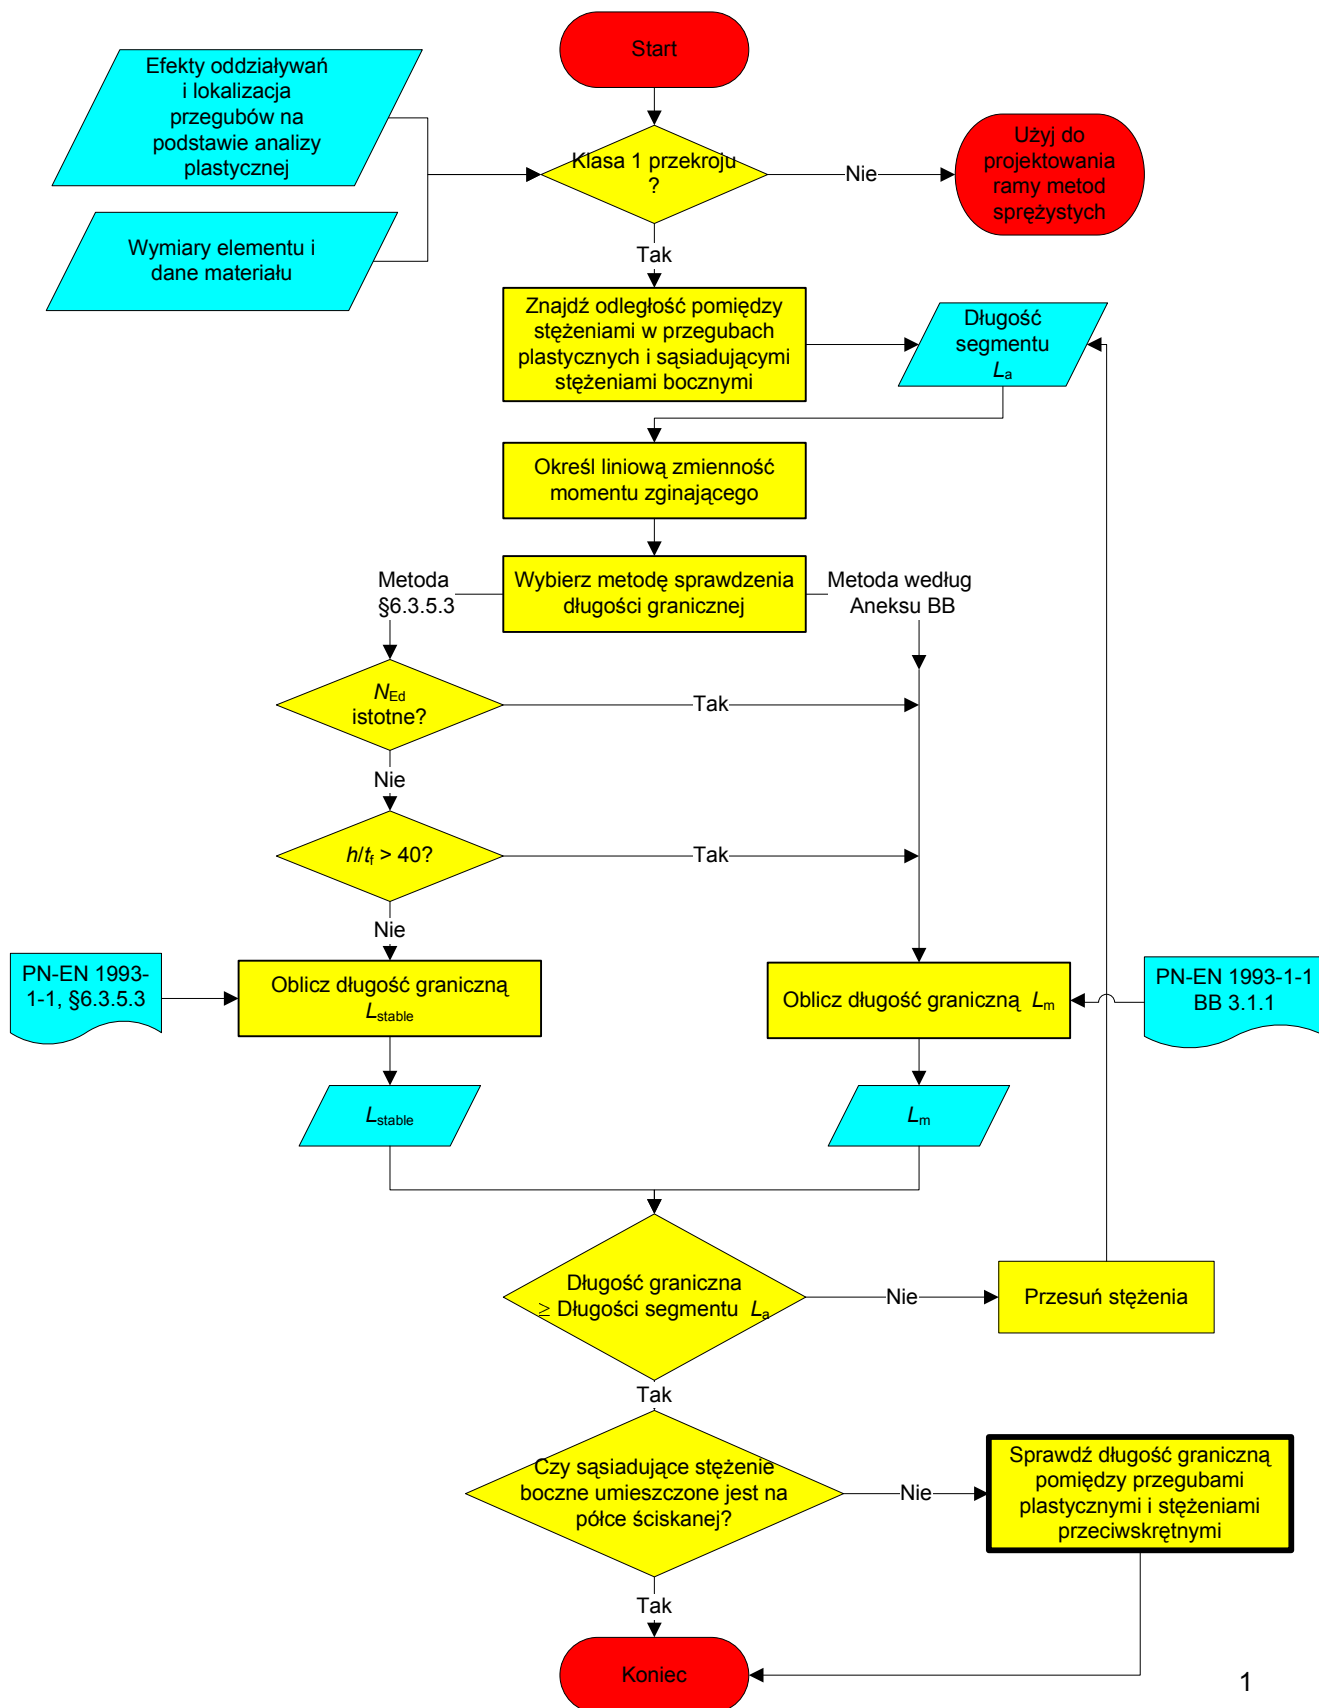 Start
Efekty oddziaływań
i lokalizacja
przegubów na
podstawie analizy
plastycznej
Klasa 1 przekroju
?
Nie
Użyj do
projektowania
ramy metod
sprężystych
Wymiary elementu i
dane materiału
Tak
Znajdź odległość pomiędzy
stężeniami w przegubach
plastycznych i sąsiadującymi
stężeniami bocznymi
Długość
segmentu
La
Określ liniową zmienność
momentu zginającego
Wybierz metodę sprawdzenia
długości granicznej
Metoda
§6.3.5.3
Metoda według
Aneksu BB
NEd
istotne?
Tak
Nie
h/tf > 40?
Tak
Nie
PN-EN 1993-
1-1, §6.3.5.3
Oblicz długość graniczną
Lstable
Oblicz długość graniczną Lm
PN-EN 1993-1-1
BB 3.1.1
Lstable
Lm
Długość graniczna
≥ Długości segmentu La
Nie
Przesuń stężenia
Tak
Czy sąsiadujące stężenie
boczne umieszczone jest na
półce ściskanej?
Nie
Sprawdź długość graniczną
pomiędzy przegubami
plastycznymi i stężeniami
przeciwskrętnymi
Tak
Koniec
1